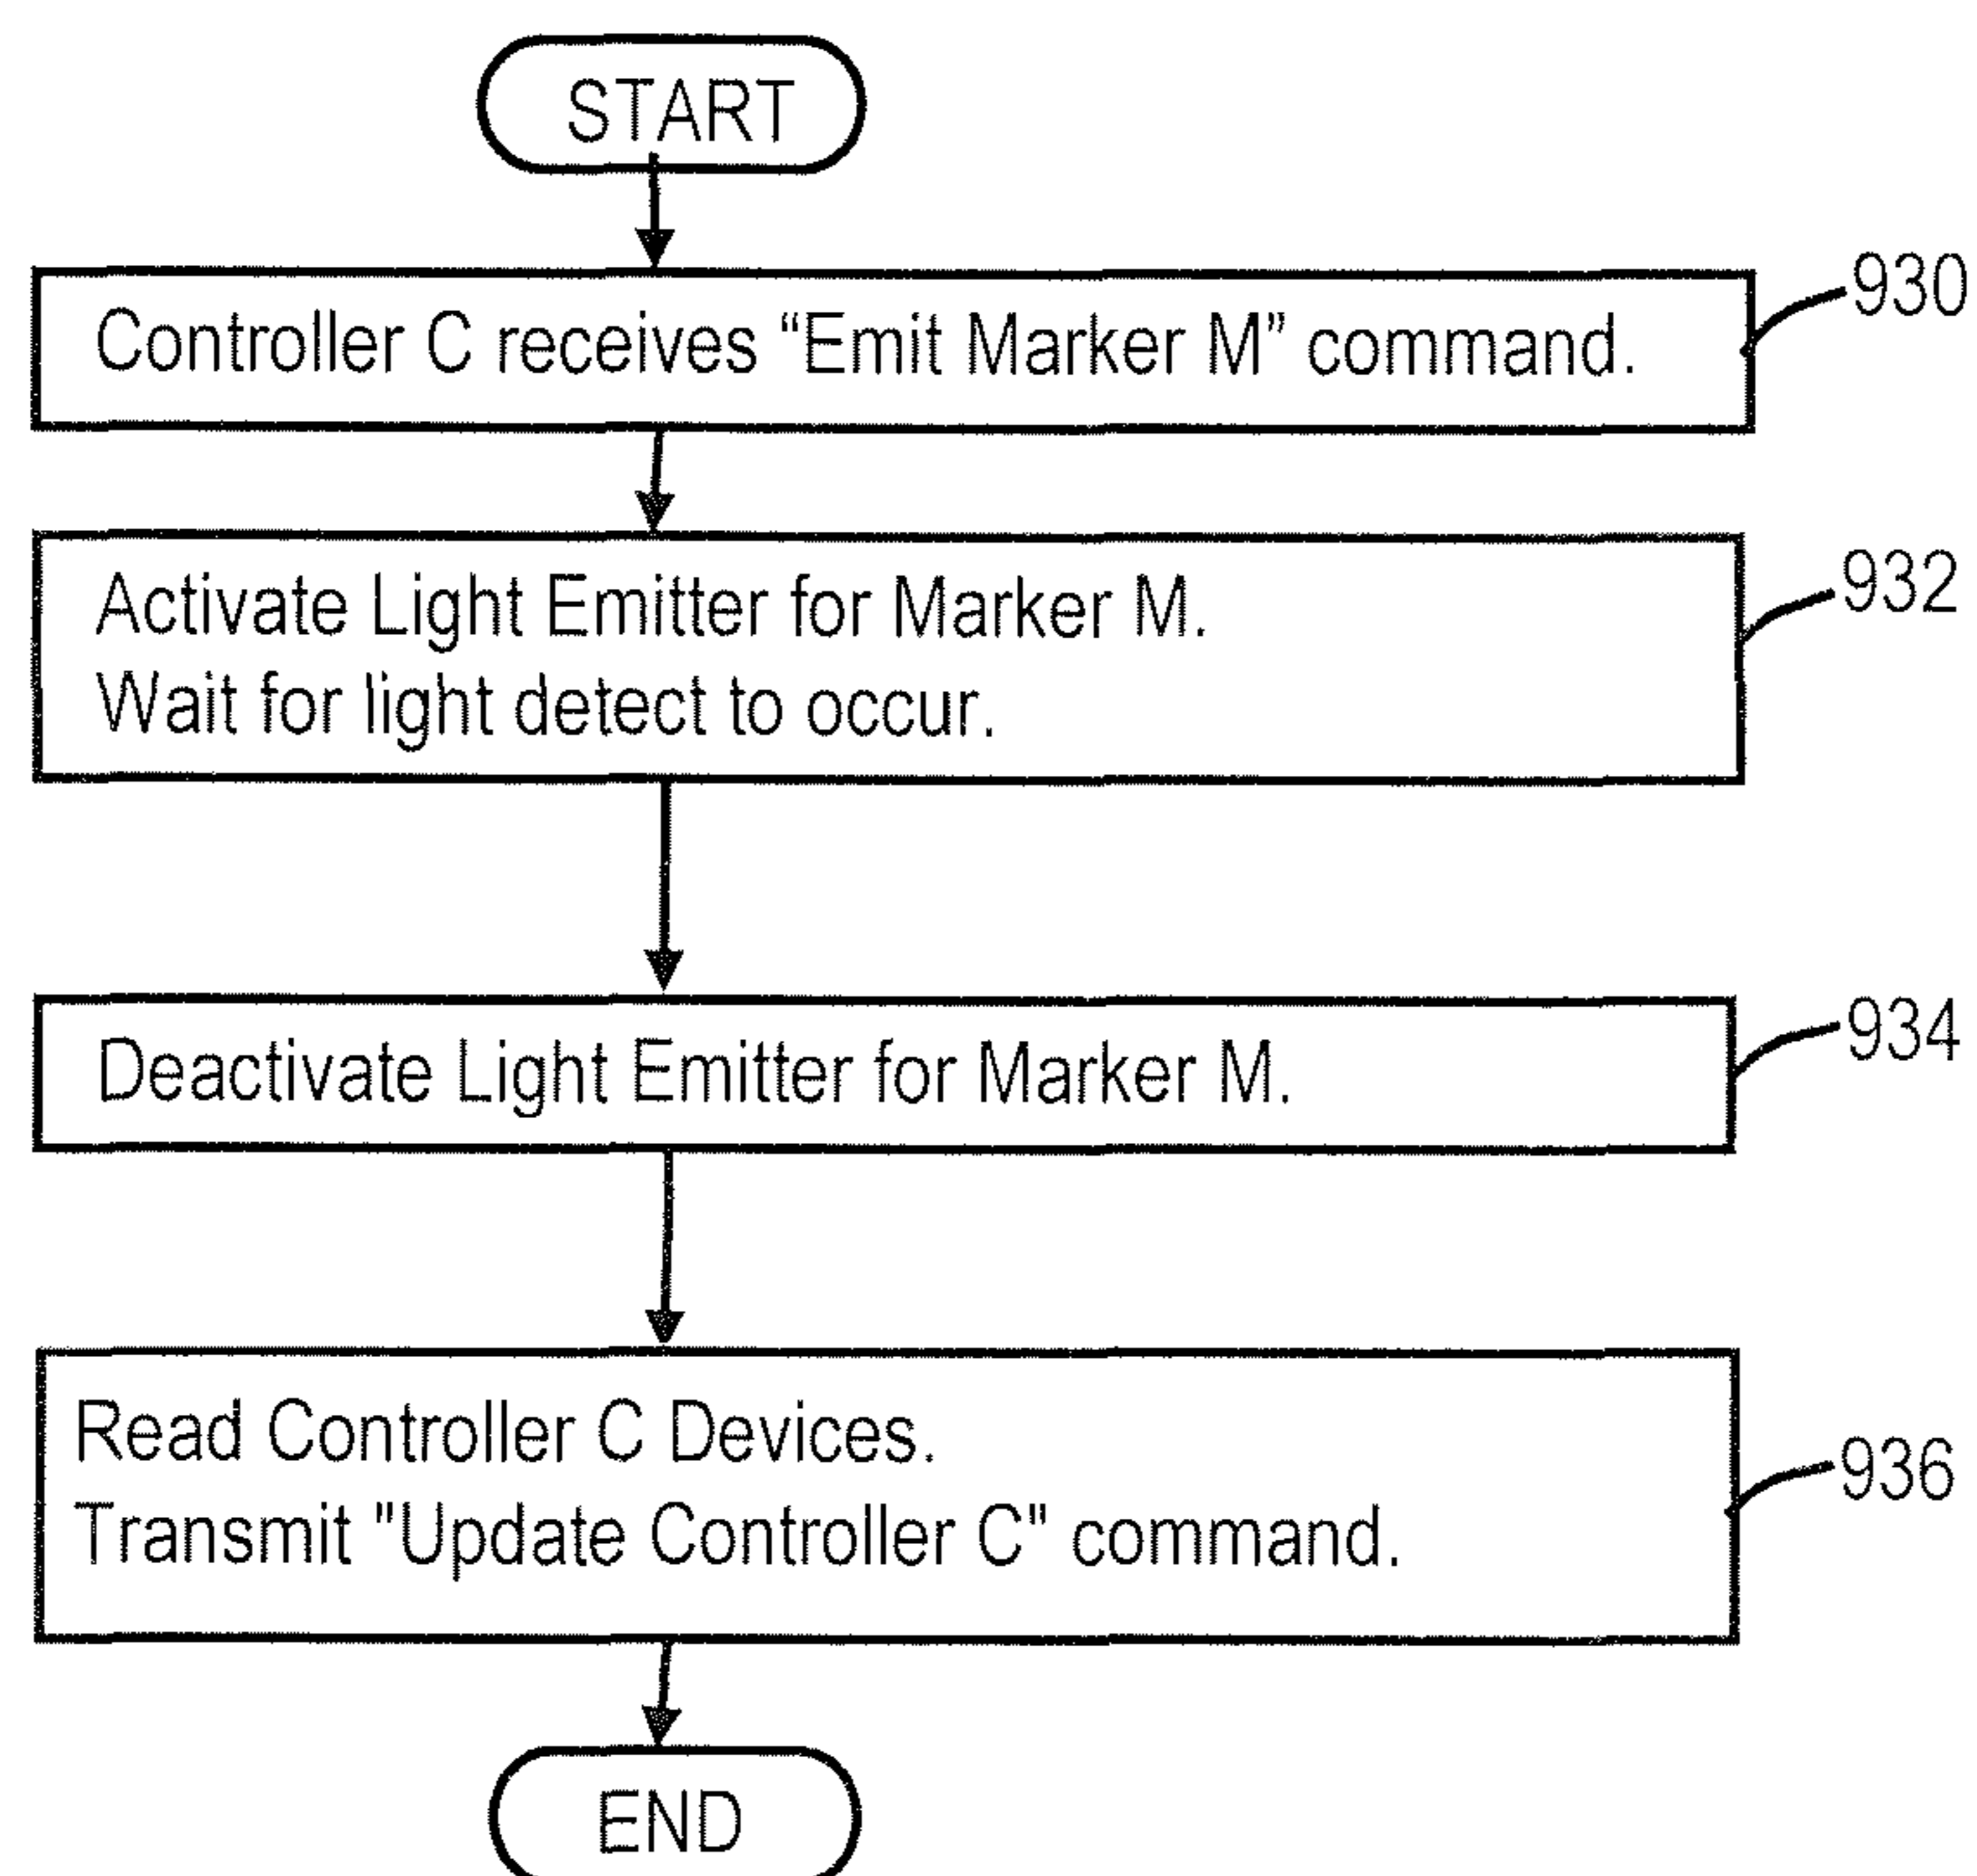 START
Controller C receives “Emit Marker M” command.
930
Activate Light Emitter for Marker M.
Wait for light detect to occur.
932
Deactivate Light Emitter for Marker M.
934
Read Controller C Devices.
Transmit "Update Controller C" command.
936
END